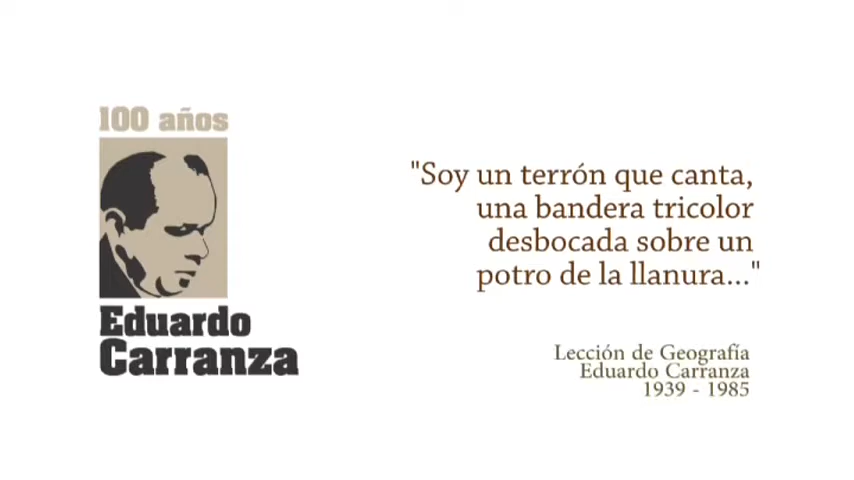 100 años
Eduardo
Carranza
"Soy un terrón que canta,
una bandera tricolor
desbocada sobre un
potro de la llanura..."
Lección de Geografía
Eduardo Carranza
1939 - 1985